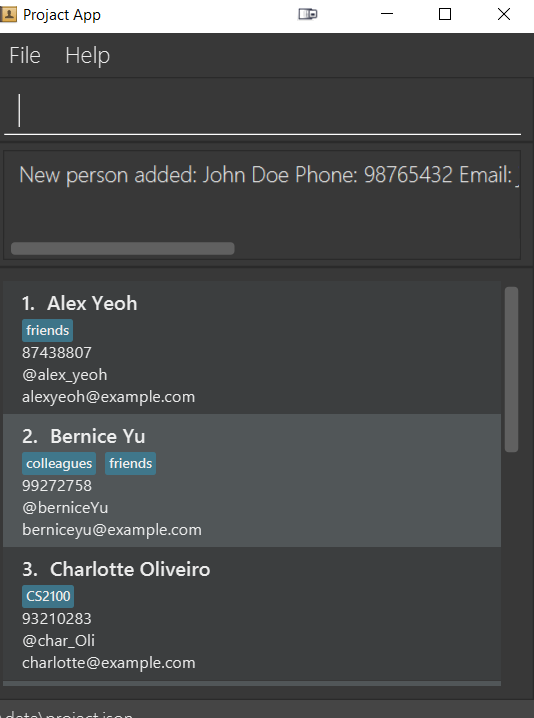 Projact App
File Help
New person added: John Doe Phone: 98765432 Email:
1. Alex Yeoh
friends
87438807
@alex_yeoh
alexyeoh@example.com
2. Bernice Yu
colleagues friends
99272758
@berniceYu
berniceyu@example.com
3. Charlotte Oliveiro
CS2100
93210283
@char_Oli
charlotte@example.com
data\project.json